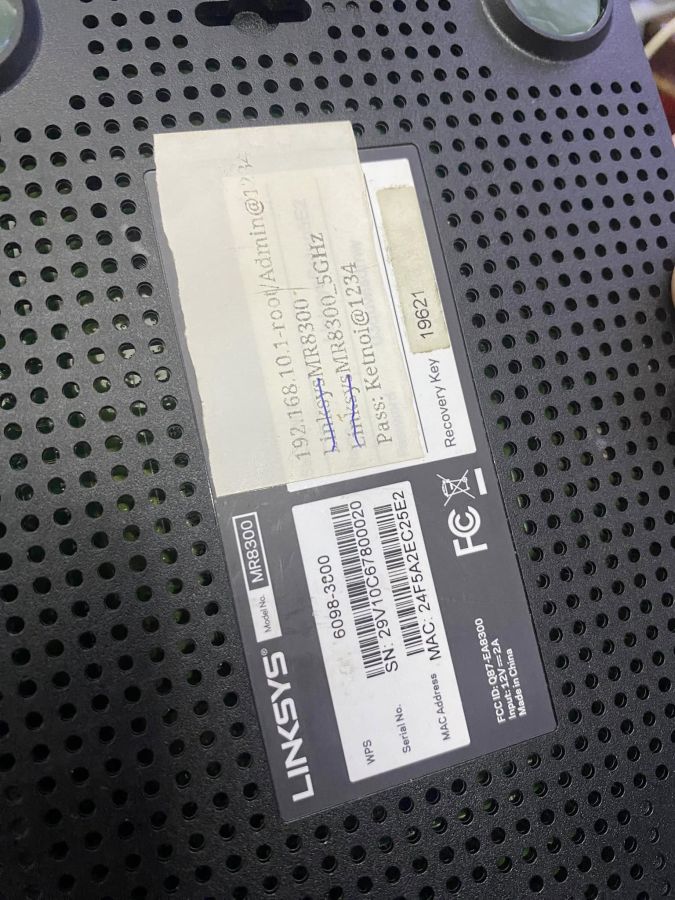 192.168.10.1-root/Admin@1234
LinksysMR8300
LinksysMR8300_5GHz
Pass: Ketnoi@1234
19621
Recovery Key
LINKSYS® Model No. MR8300
WPS 6098-3000
Serial No. SN: 29V10C67800020
MAC Address MAC: 24F5A2EC25E2
FC
FCC ID: Q87-EA8300
Input: 12V⎓2A
Made in China